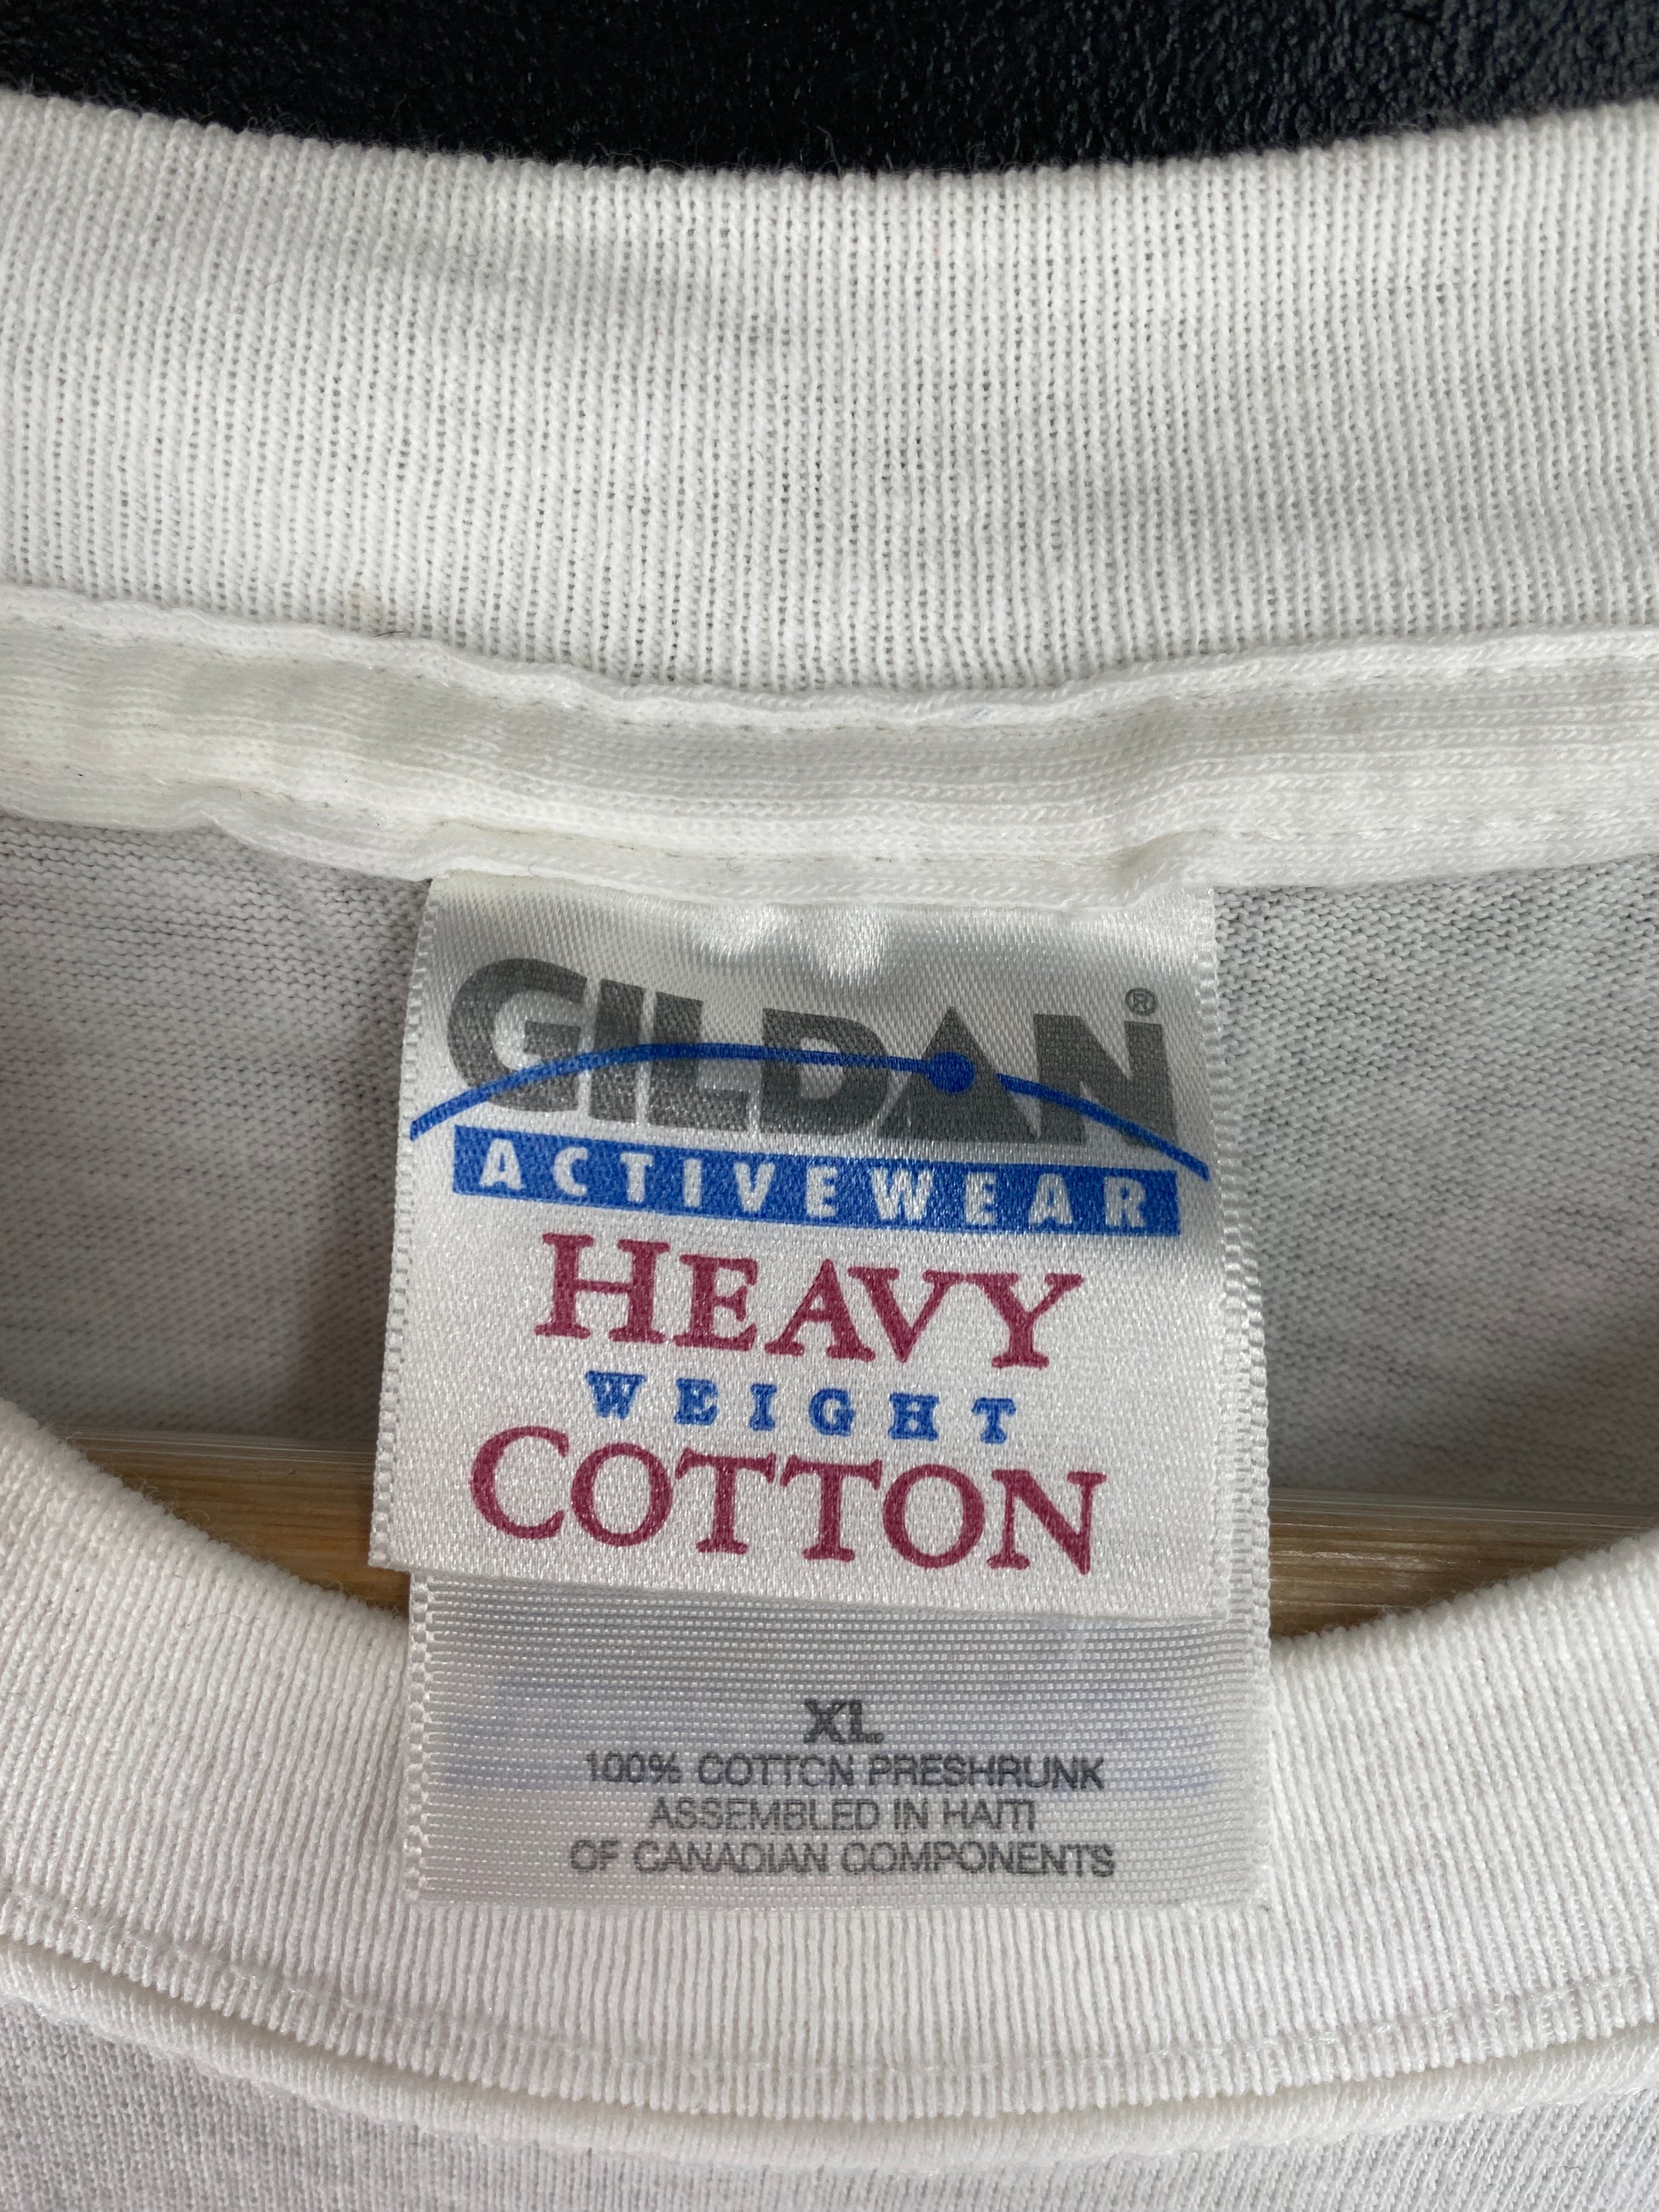 GILDAN®
ACTIVEWEAR
HEAVY
WEIGHT
COTTON
XL
100% COTTON PRESHRUNK
ASSEMBLED IN HAITI
OF CANADIAN COMPONENTS